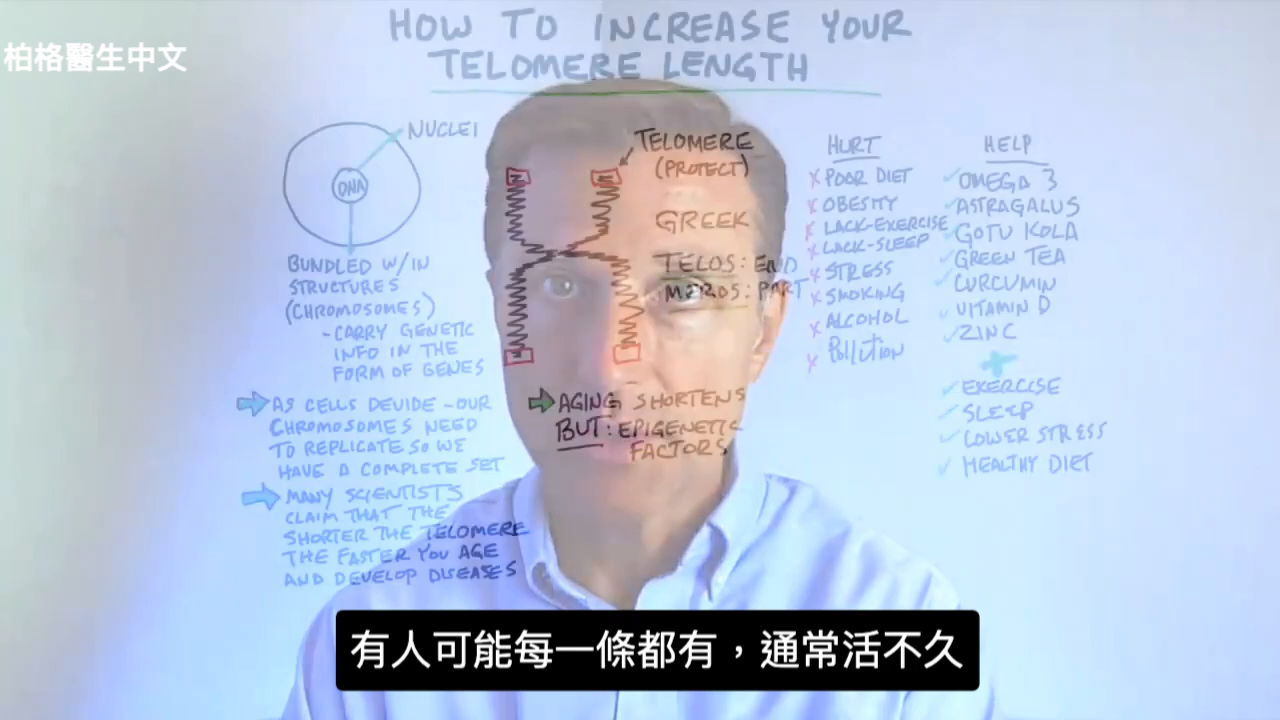 HOW TO INCREASE YOUR
TELOMERE LENGTH
柏格醫生中文
NUCLEI
DNA
BUNDLED W/IN
STRUCTURES
(CHROMOSOMES)
- CARRY GENETIC
INFO IN THE
FORM OF GENES
AS CELLS DEVIDE - OUR
CHROMOSOMES NEED
TO REPLICATE SO WE
HAVE A COMPLETE SET
MANY SCIENTISTS
CLAIM THAT THE
SHORTER THE TELOMERE
THE FASTER YOU AGE
AND DEVELOP DISEASES
TELOMERE
(PROTECT)
GREEK
TELOS: END
MEROS: PART
AGING SHORTENS
BUT: EPIGENETIC
FACTORS
HURT
x POOR DIET
x OBESITY
x LACK-EXERCISE
x LACK-SLEEP
x STRESS
x SMOKING
x ALCOHOL
x Pollution
HELP
✓ OMEGA 3
✓ ASTRAGALUS
✓ GOTU KOLA
✓ GREEN TEA
✓ CURCUMIN
✓ VITAMIN D
✓ ZINC
+
✓ EXERCISE
✓ SLEEP
✓ LOWER STRESS
✓ HEALTHY DIET
有人可能每一條都有，通常活不久